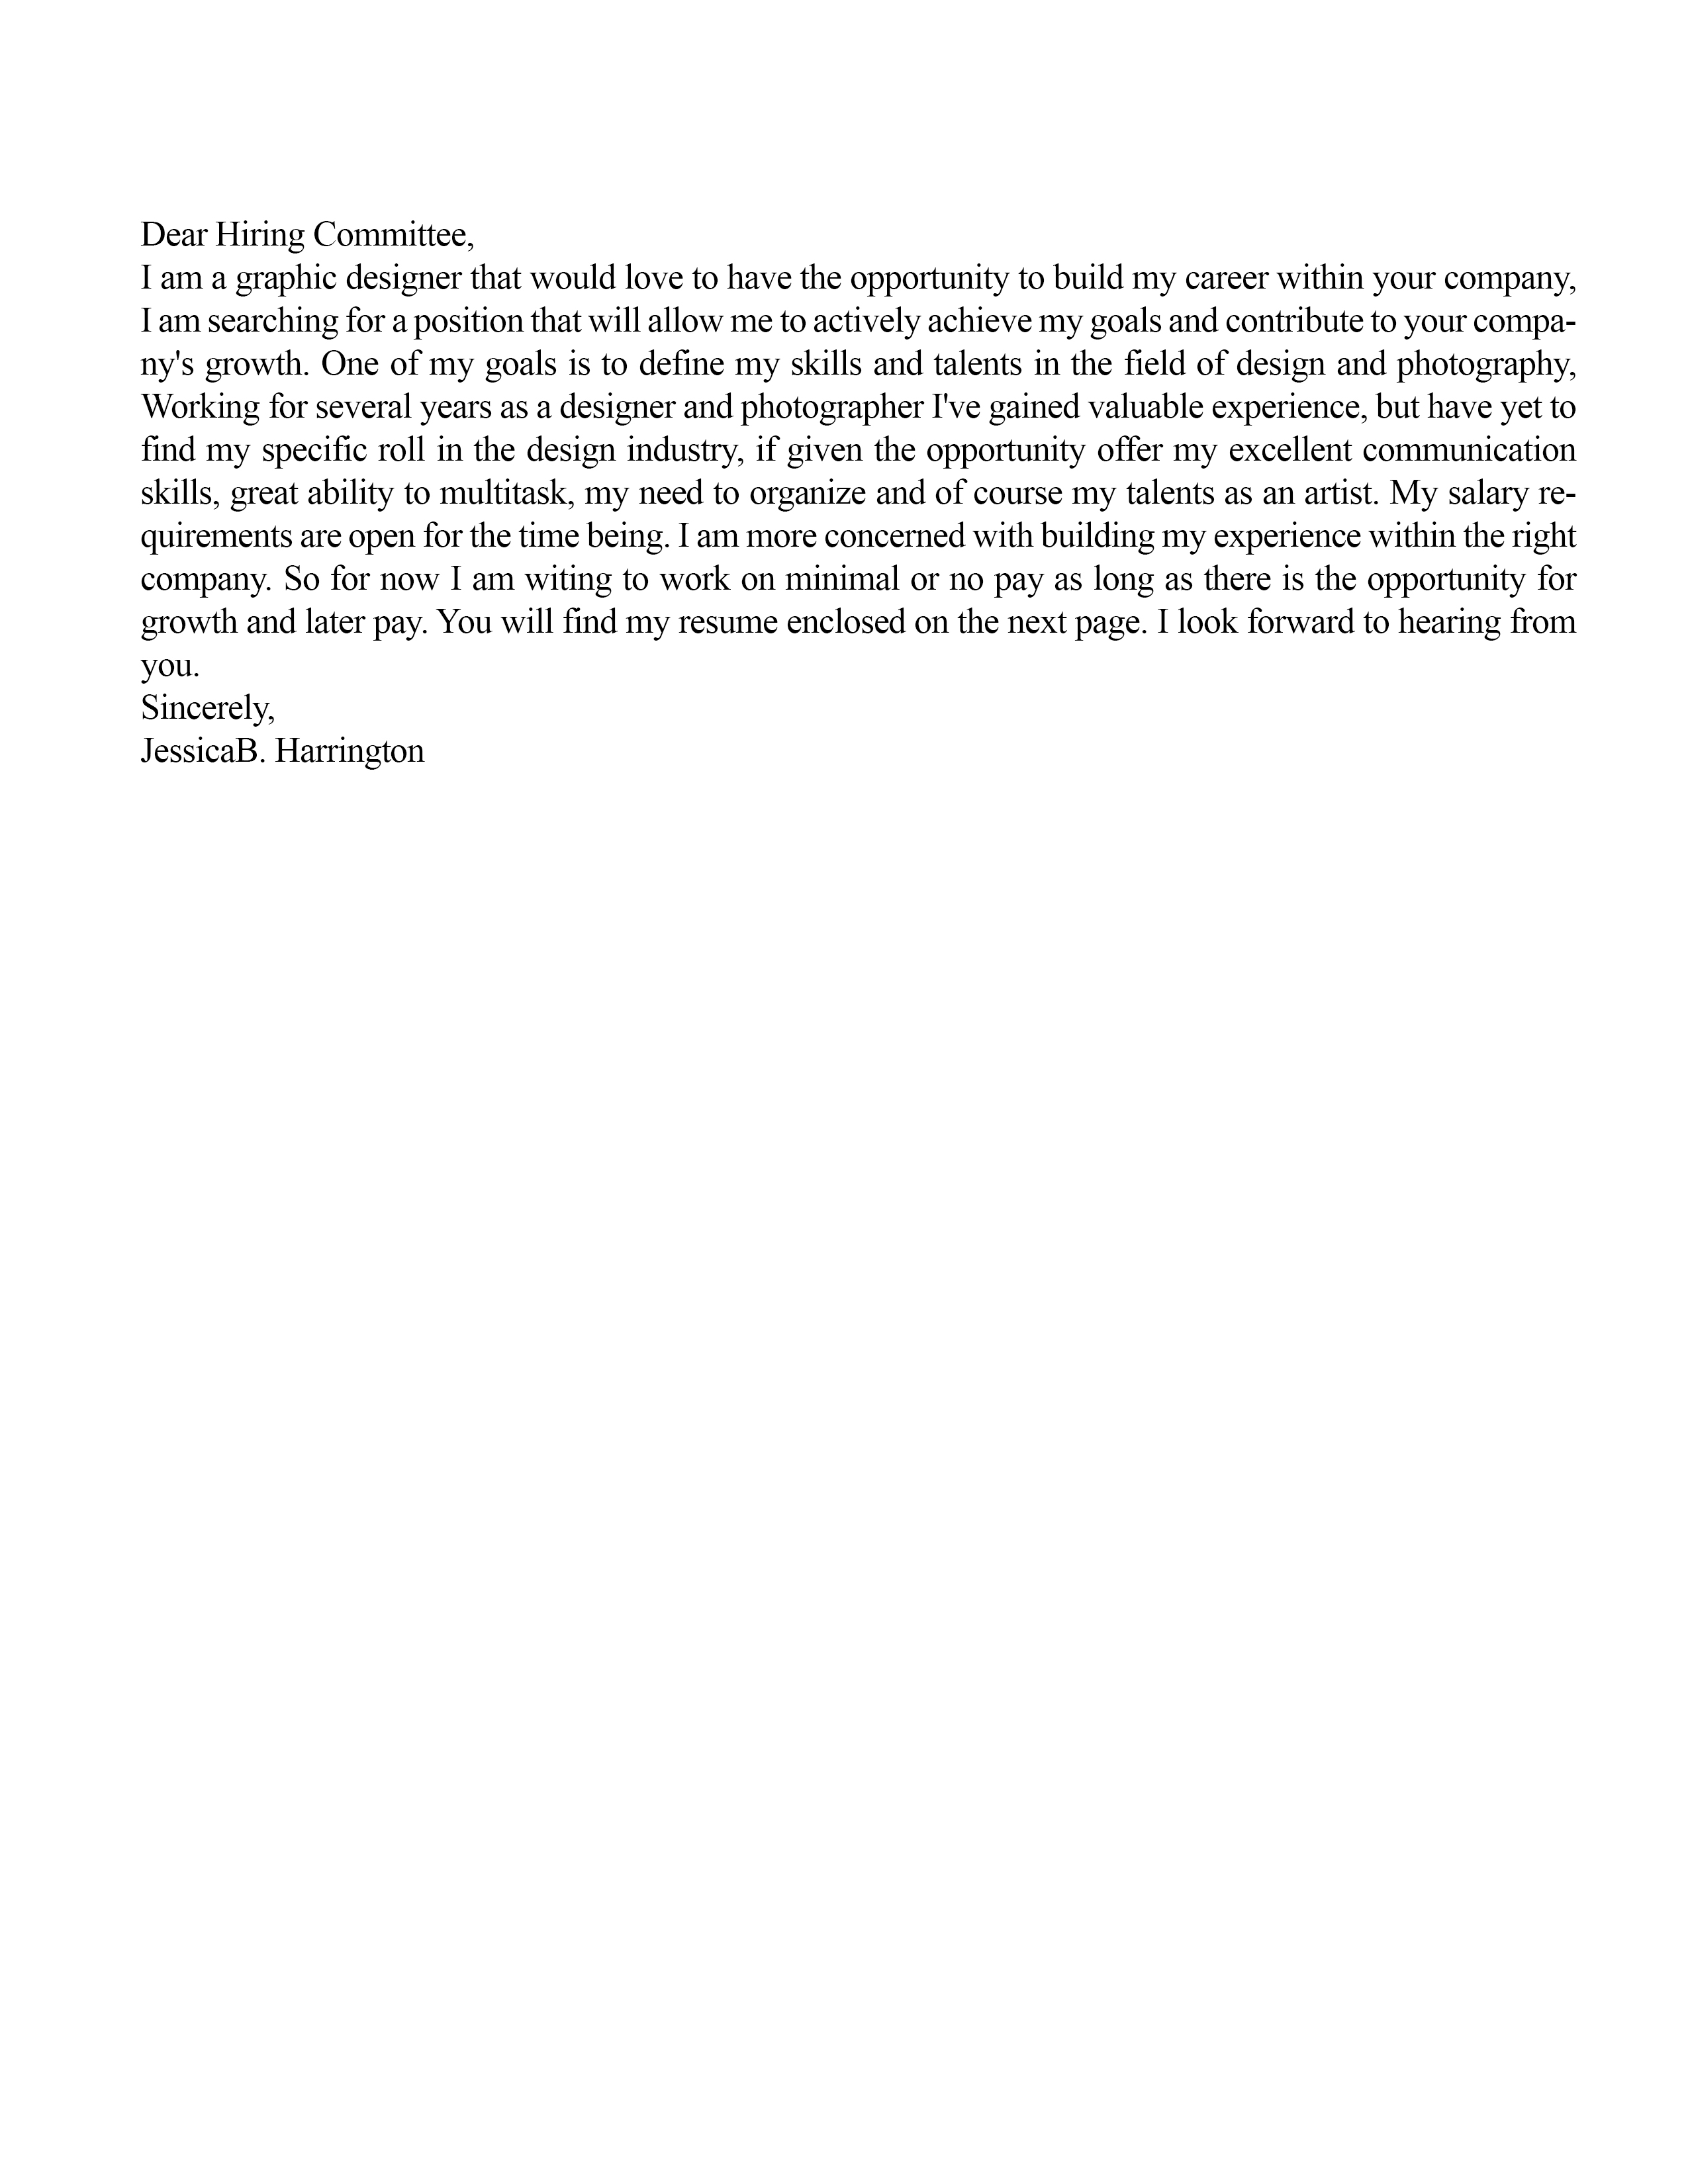 Dear Hiring Committee,
I am a graphic designer that would love to have the opportunity to build my career within your company,
I am searching for a position that will allow me to actively achieve my goals and contribute to your compa-
ny's growth. One of my goals is to define my skills and talents in the field of design and photography,
Working for several years as a designer and photographer I've gained valuable experience, but have yet to
find my specific roll in the design industry, if given the opportunity offer my excellent communication
skills, great ability to multitask, my need to organize and of course my talents as an artist. My salary re-
quirements are open for the time being. I am more concerned with building my experience within the right
company. So for now I am witing to work on minimal or no pay as long as there is the opportunity for
growth and later pay. You will find my resume enclosed on the next page. I look forward to hearing from
you.
Sincerely,
JessicaB. Harrington